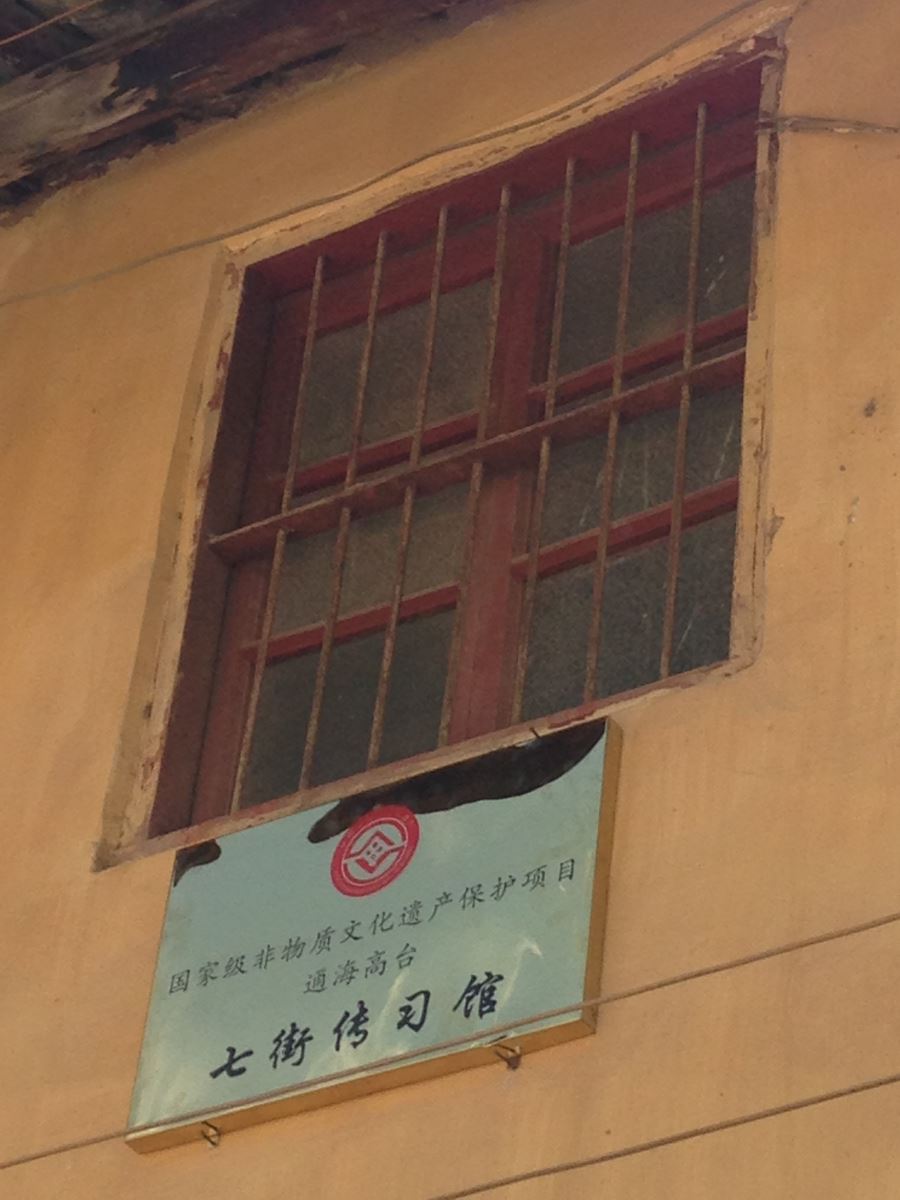 国家级非物质文化遗产保护项目
通海高台
七街传习馆